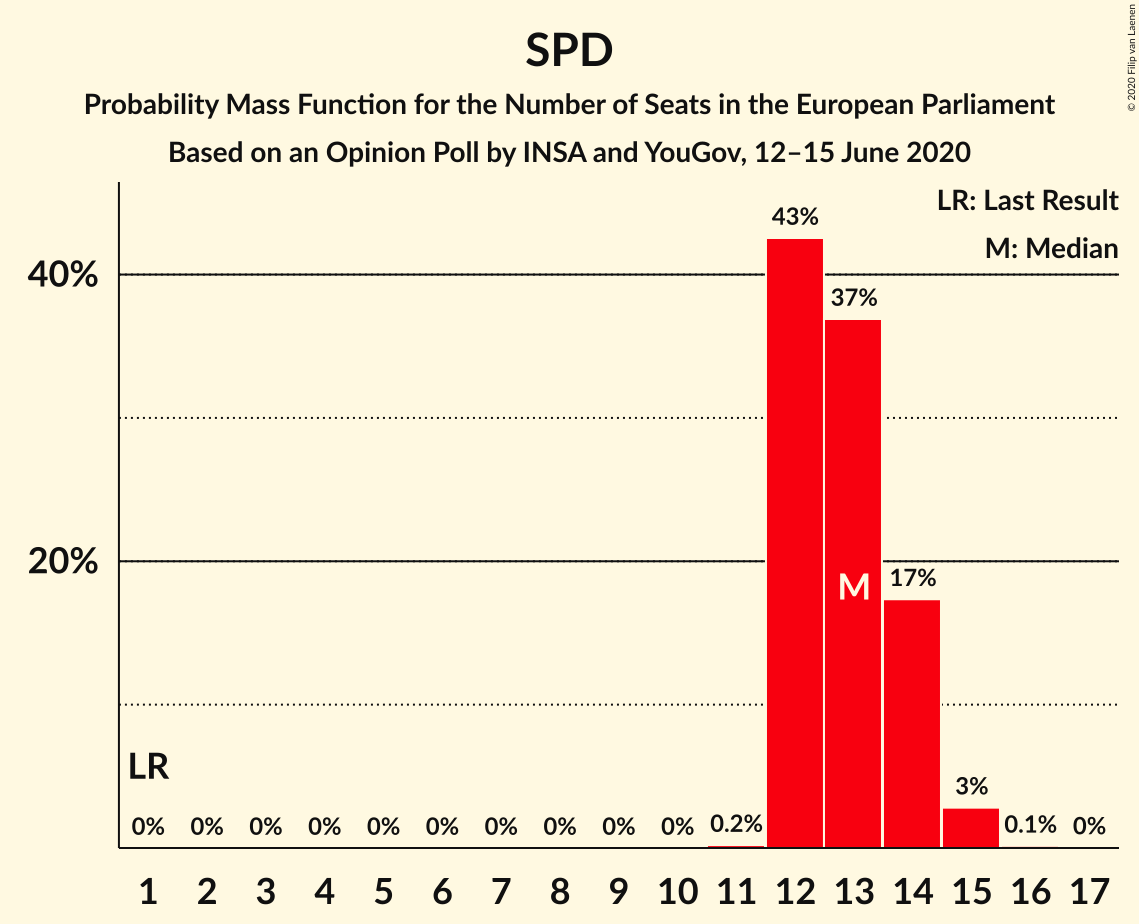 SPD
Probability Mass Function for the Number of Seats in the European Parliament
Based on an Opinion Poll by INSA and YouGov, 12–15 June 2020
© 2020 Filip van Laenen
LR: Last Result
M: Median
43%
40%
37%
20%
M
17%
LR
3%
0% 0% 0% 0% 0% 0% 0% 0% 0% 0% 0.2% 0.1% 0%
1 2 3 4 5 6 7 8 9 10 11 12 13 14 15 16 17